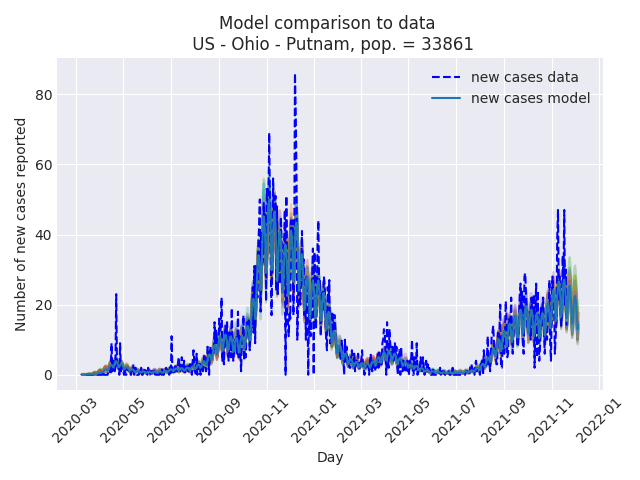 Model comparison to data
US - Ohio - Putnam, pop. = 33861
new cases data
new cases model
Number of new cases reported
80
60
40
20
0
2020-03
2020-05
2020-07
2020-09
2020-11
2021-01
2021-03
2021-05
2021-07
2021-09
2021-11
2022-01
Day